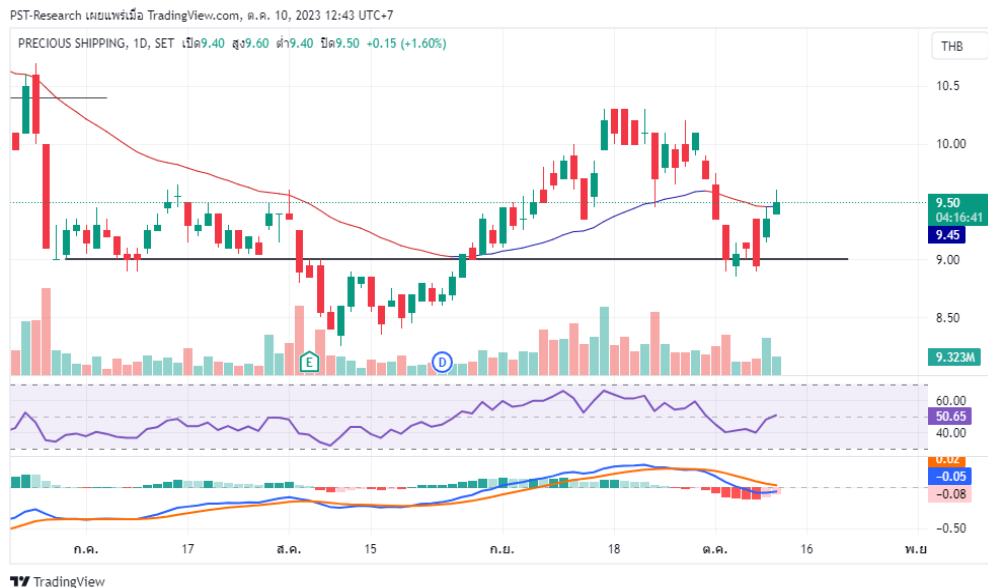 PST-Research เผยแพร่เมื่อ TradingView.com, ต.ค. 10, 2023 12:43 UTC+7
PRECIOUS SHIPPING, 1D, SET เปิด9.40 สูง9.60 ต่ำ9.40 ปิด9.50 +0.15 (+1.60%)
THB
10.5
10.00
9.50
04:16:41
9.45
9.00
8.50
E
D
9.323M
60.00
50.65
40.00
0.02
−0.05
−0.08
−0.50
ก.ค.
17
ส.ค.
15
ก.ย.
18
ต.ค.
16
พ.ย
TradingView